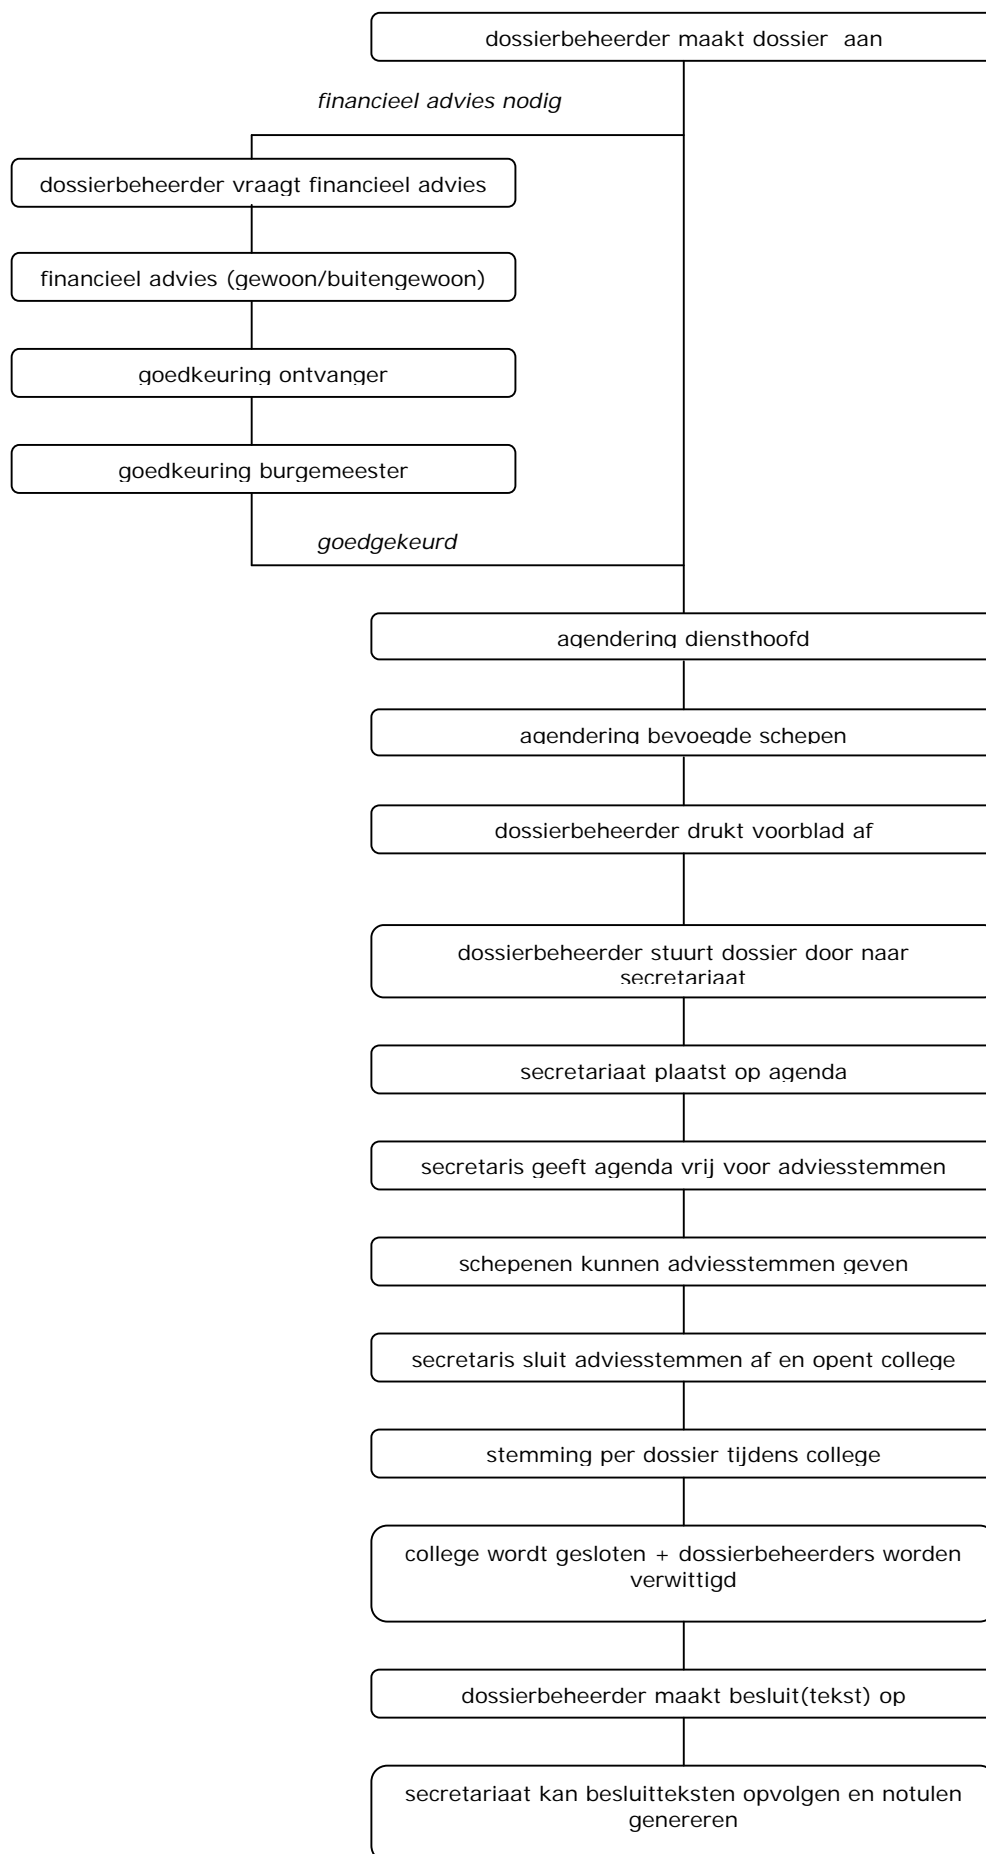 dossierbeheerder maakt dossier  aan
financieel advies nodig
dossierbeheerder vraagt financieel advies
financieel advies (gewoon/buitengewoon)
goedkeuring ontvanger
goedkeuring burgemeester
goedgekeurd
agendering diensthoofd
agendering bevoegde schepen
dossierbeheerder drukt voorblad af
dossierbeheerder stuurt dossier door naar
secretariaat
secretariaat plaatst op agenda
secretaris geeft agenda vrij voor adviesstemmen
schepenen kunnen adviesstemmen geven
secretaris sluit adviesstemmen af en opent college
stemming per dossier tijdens college
college wordt gesloten + dossierbeheerders worden
verwittigd
dossierbeheerder maakt besluit(tekst) op
secretariaat kan besluitteksten opvolgen en notulen
genereren